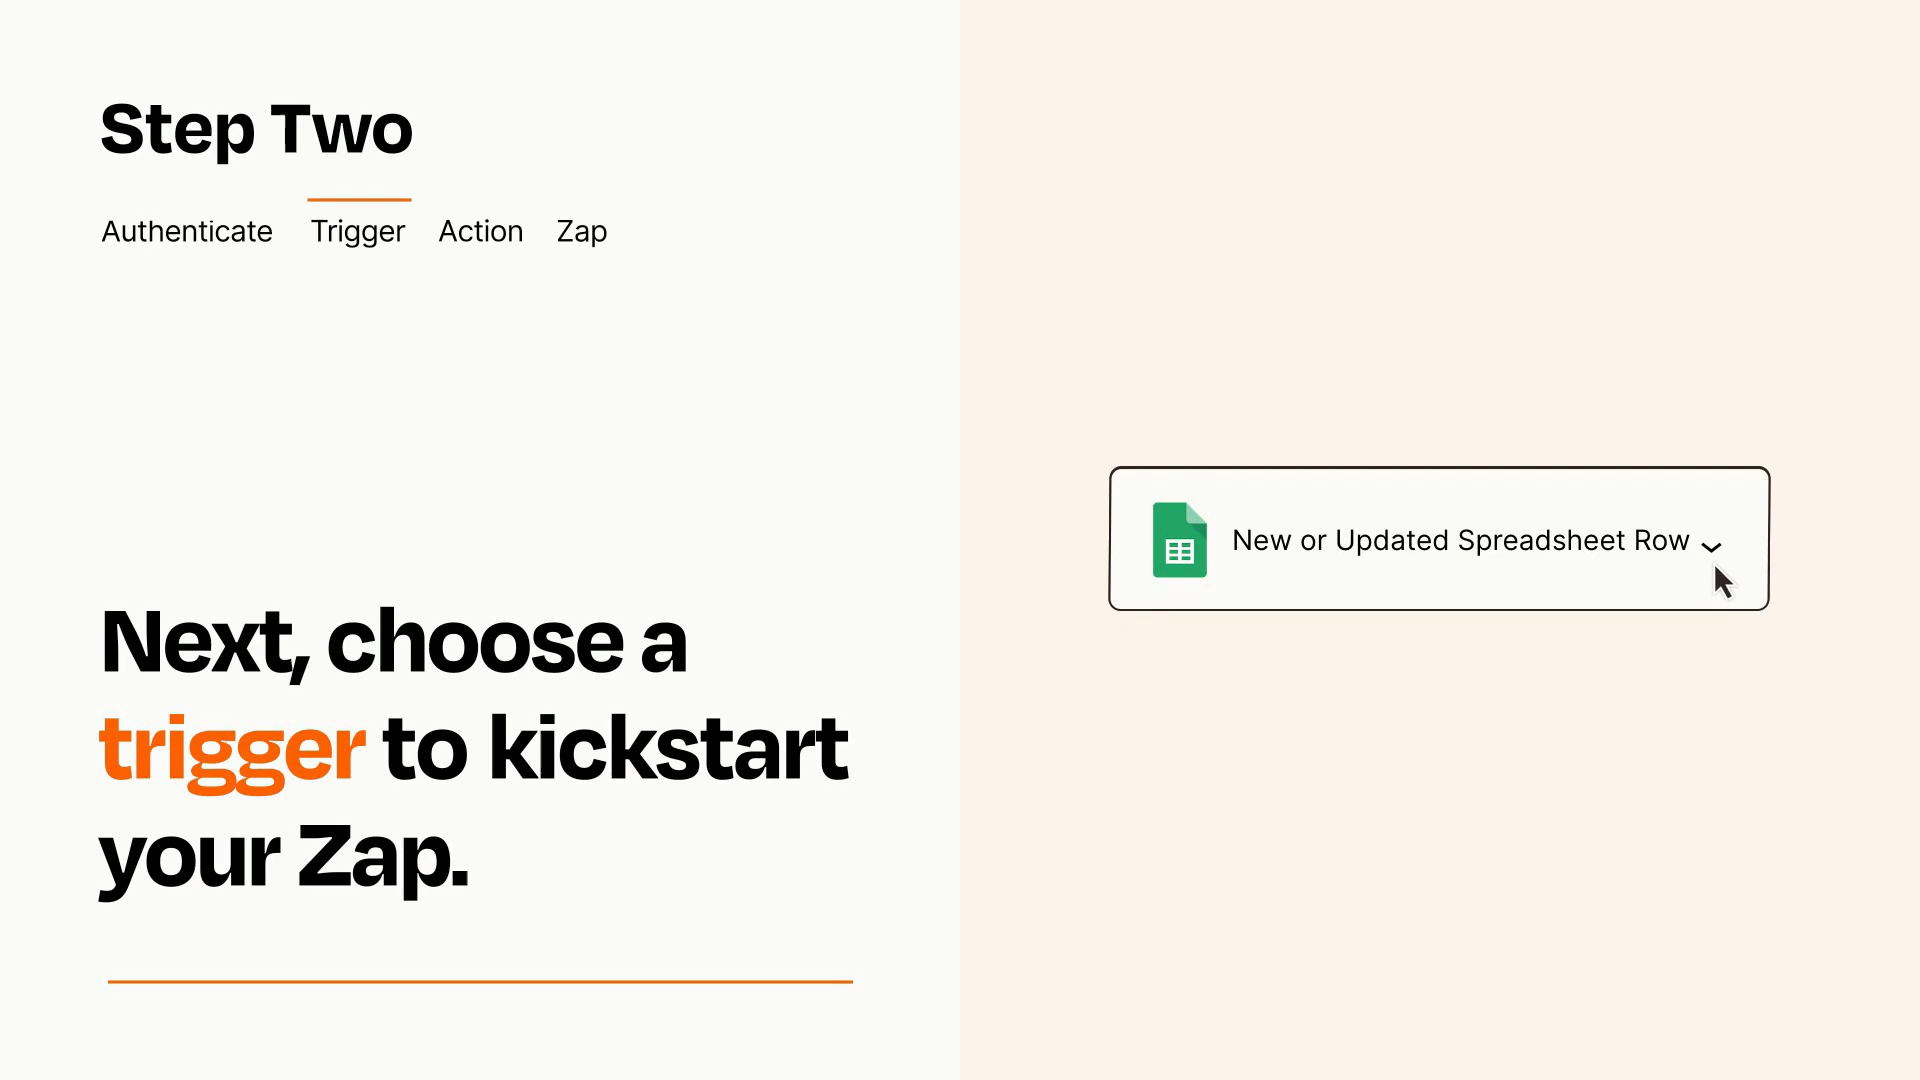 Step Two
Authenticate Trigger Action Zap
Next, choose a
trigger to kickstart
your Zap.
New or Updated Spreadsheet Row